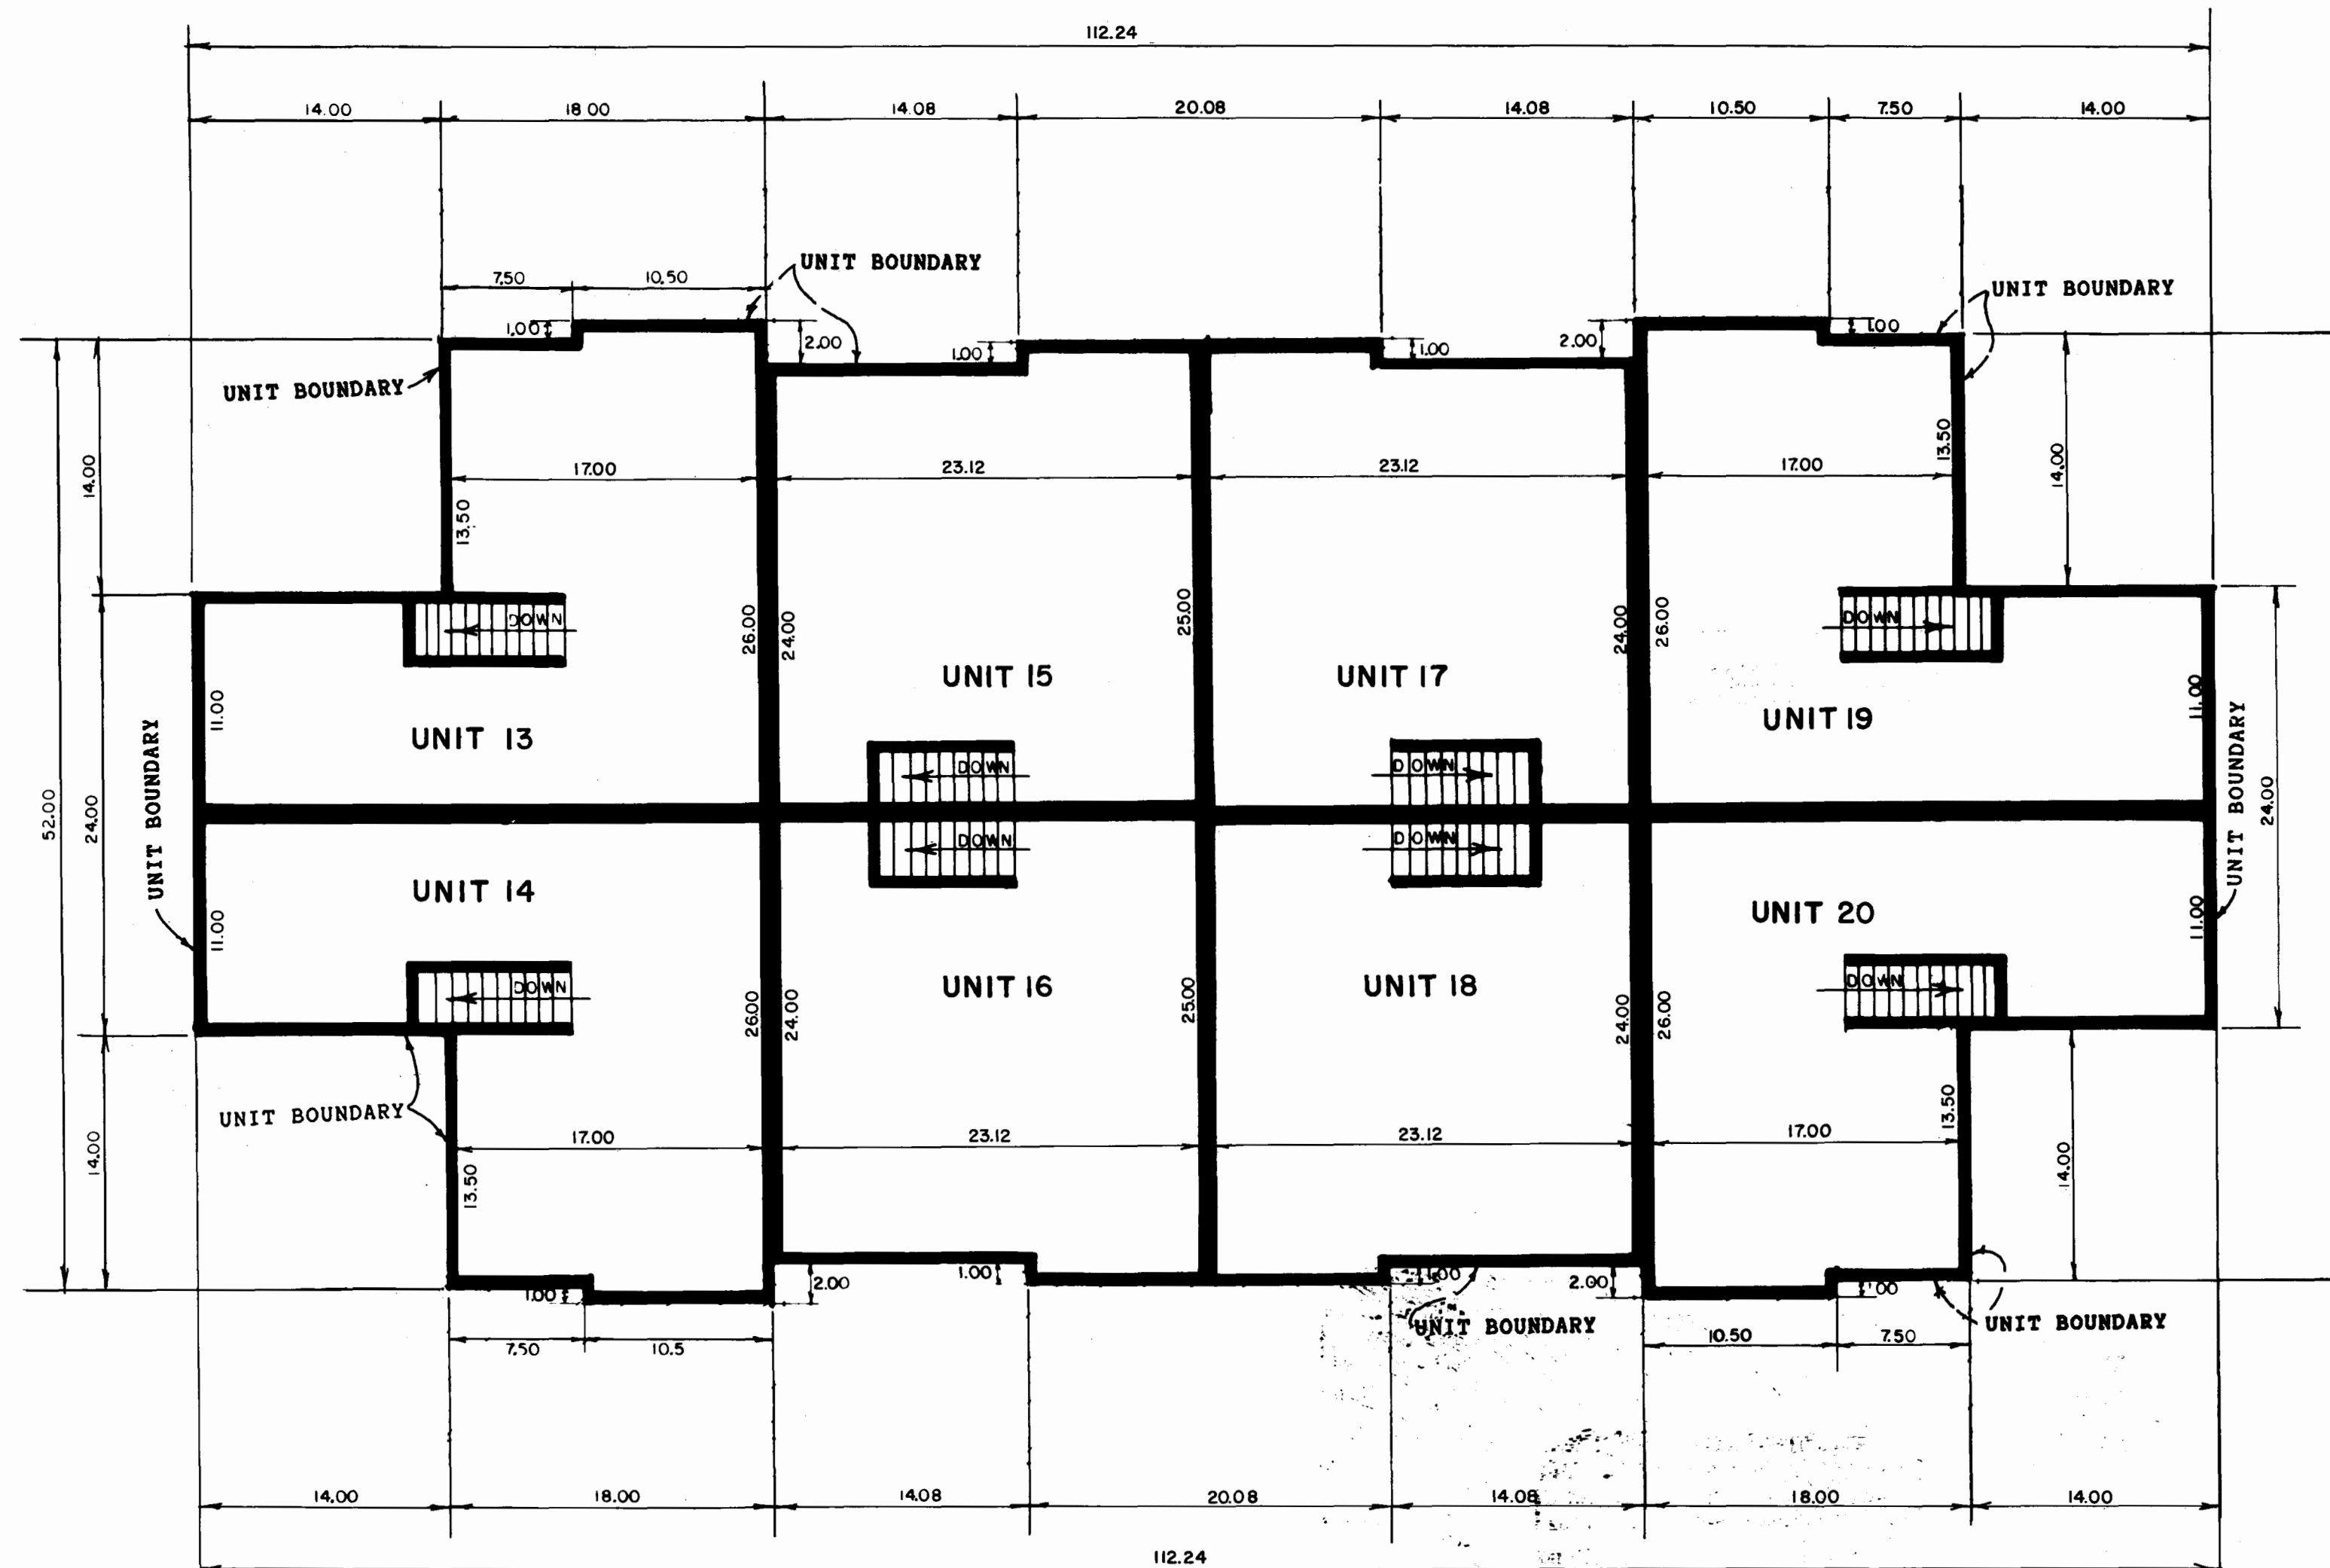 112.24
14.00 18 00 14.08 20.08 14.08 10.50 7.50 14.00
UNIT BOUNDARY
7.50 10.50
UNIT BOUNDARY
1.00 2.00 1.00 1.00 2.00 1.00
UNIT BOUNDARY
14.00 17.00 23.12 23.12 17.00 13.50 14.00
13.50
DOWN DOWN
26.00 24.00 25.00 24.00 26.00
UNIT 15 UNIT 17
11.00 UNIT 13 UNIT 19 11.00
UNIT BOUNDARY UNIT BOUNDARY
DOWN DOWN
52.00 24.00 24.00
DOWN DOWN
UNIT 14 UNIT 20
11.00 11.00
DOWN UNIT 16 UNIT 18 DOWN
26.00 24.00 25.00 24.00 26.00
UNIT BOUNDARY
14.00 17.00 23.12 23.12 17.00 13.50 14.00
13.50
1.00 2.00 1.00 1.00 2.00 1.00
UNIT BOUNDARY UNIT BOUNDARY
7.50 10.5 10.50 7.50
14.00 18.00 14.08 20.08 14.08 18.00 14.00
112.24